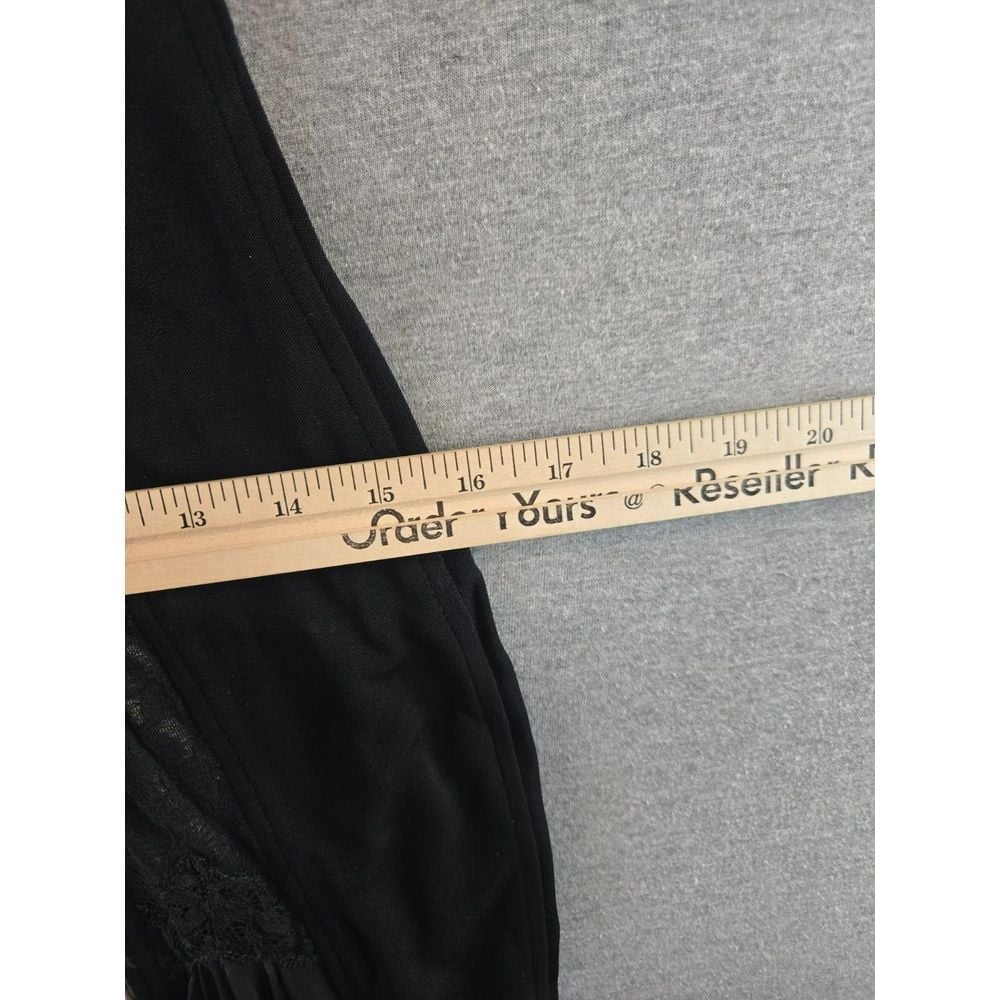 13 14 15 16 17 18 19 20
Order Yours @ Reseller R